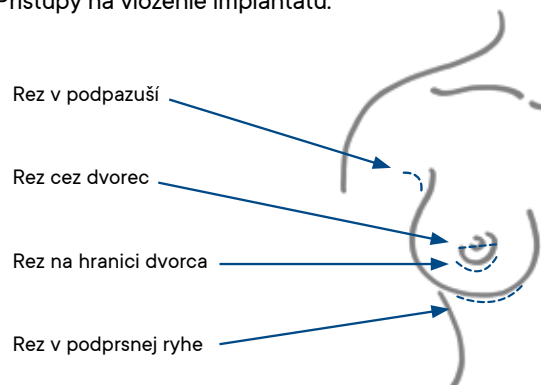 Prístupy na vloženie implantátu:
Rez v podpazuší
Rez cez dvorec
Rez na hranici dvorca
Rez v podprsnej ryhe